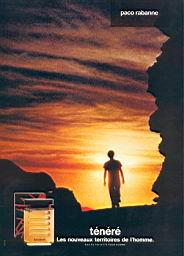 paco rabanne
ténéré
Les nouveaux territoires de l'homme.